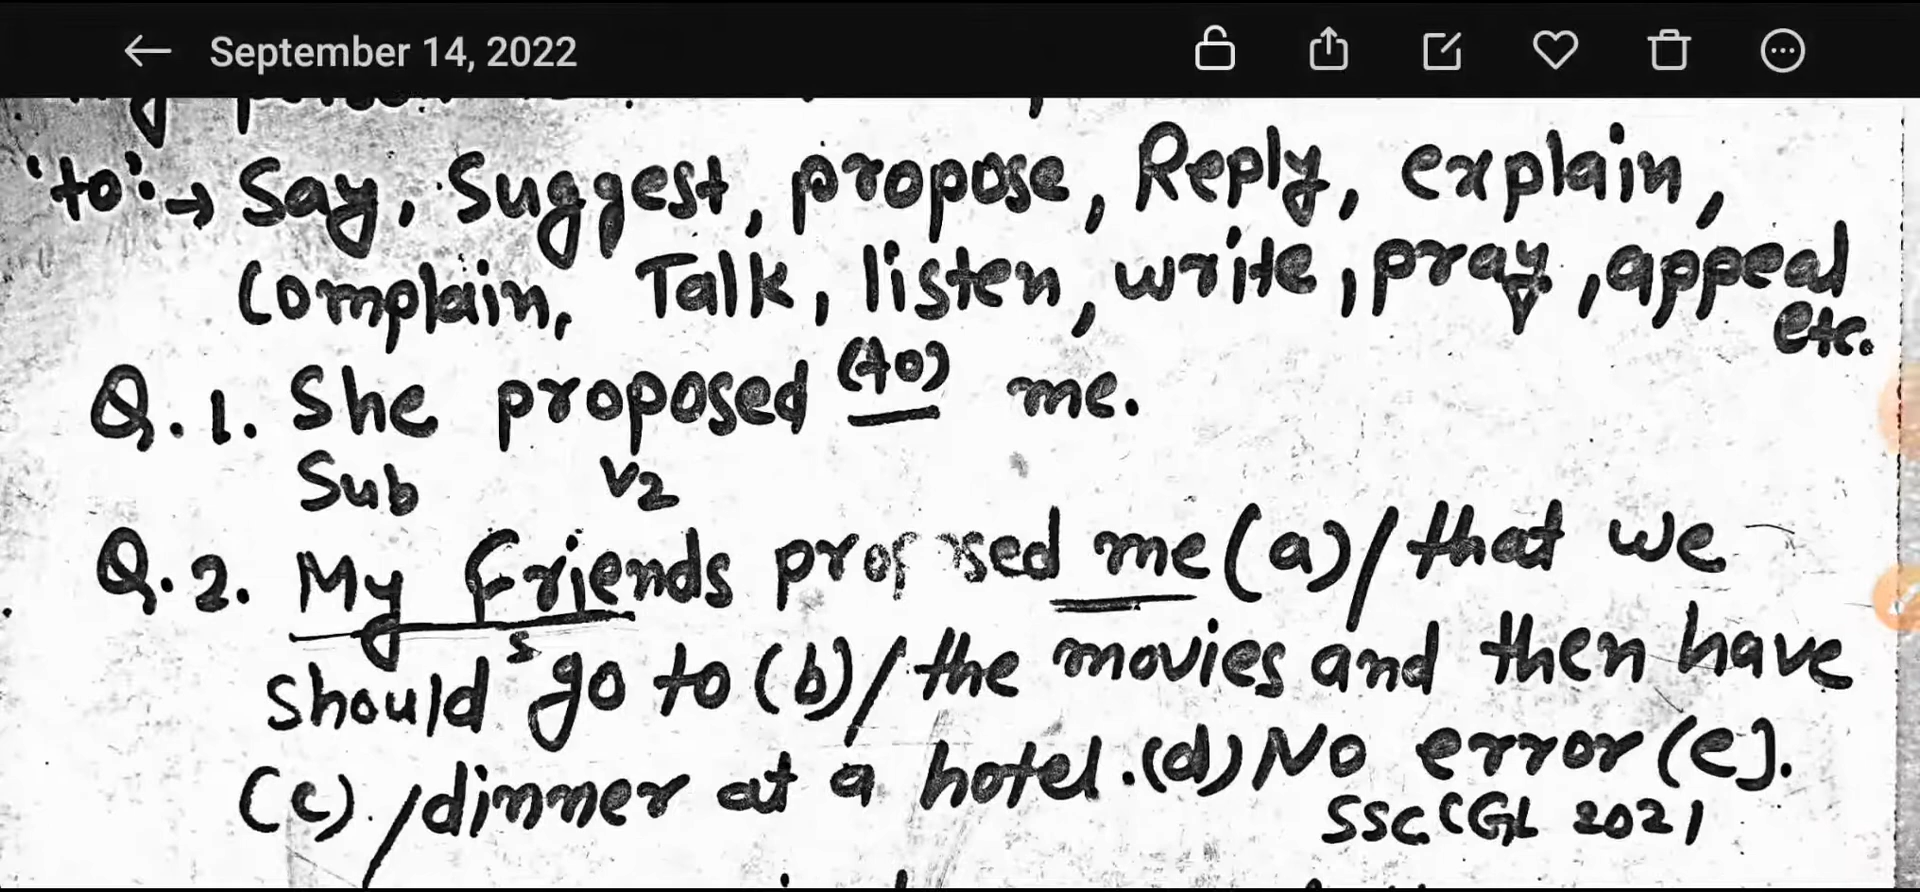 September 14, 2022
'to':→ Say, Suggest, propose, Reply, explain,
Complain, Talk, listen, write, pray, appeal
etc.
Q.1. She proposed (to) me.
Sub V2
Q.2. My friends proposed me (a)/ that we
s
should go to (b)/ the movies and then have
(c)./dinner at a hotel.(d) No error (e).
SSC CGL 2021